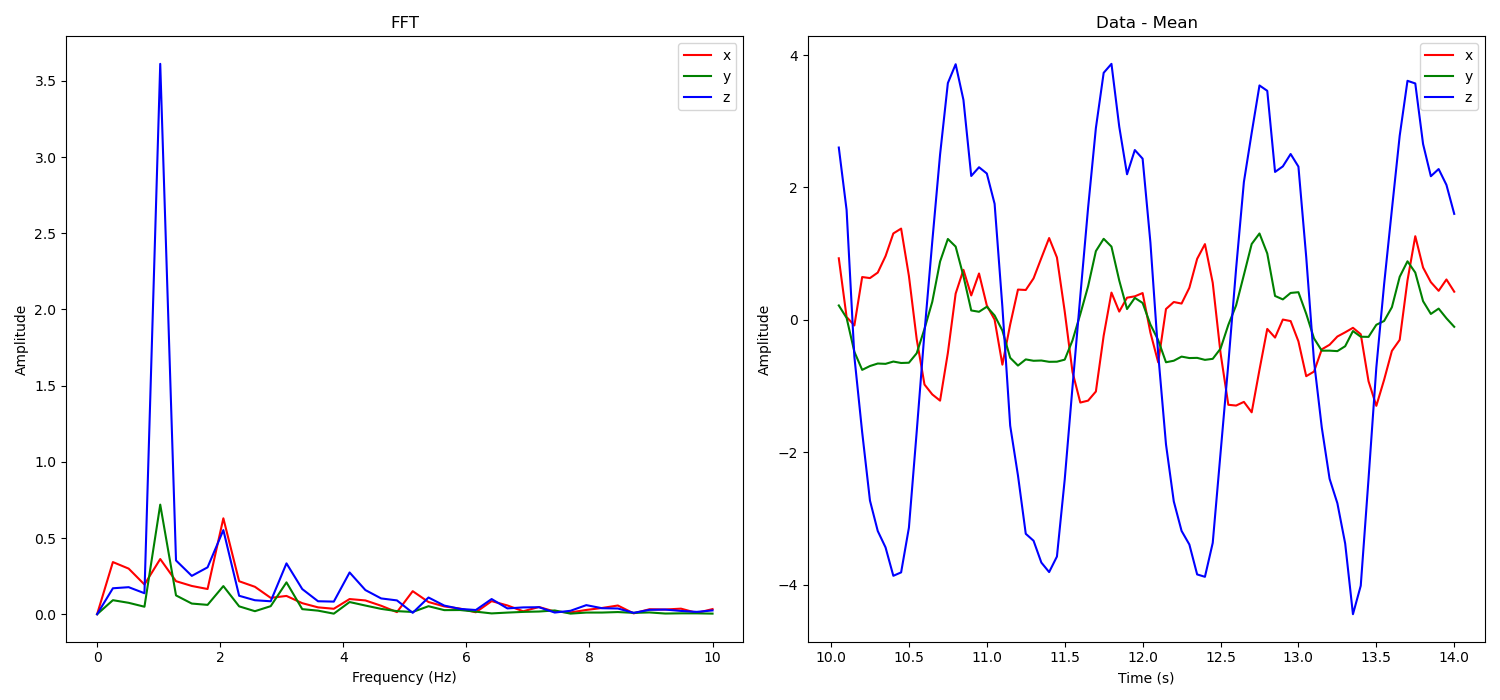 FFT
x
y
z
3.5
3.0
2.5
2.0
1.5
1.0
0.5
0.0
Amplitude
0 2 4 6 8 10
Frequency (Hz)
Data - Mean
x
y
z
4
2
0
−2
−4
Amplitude
10.0 10.5 11.0 11.5 12.0 12.5 13.0 13.5 14.0
Time (s)